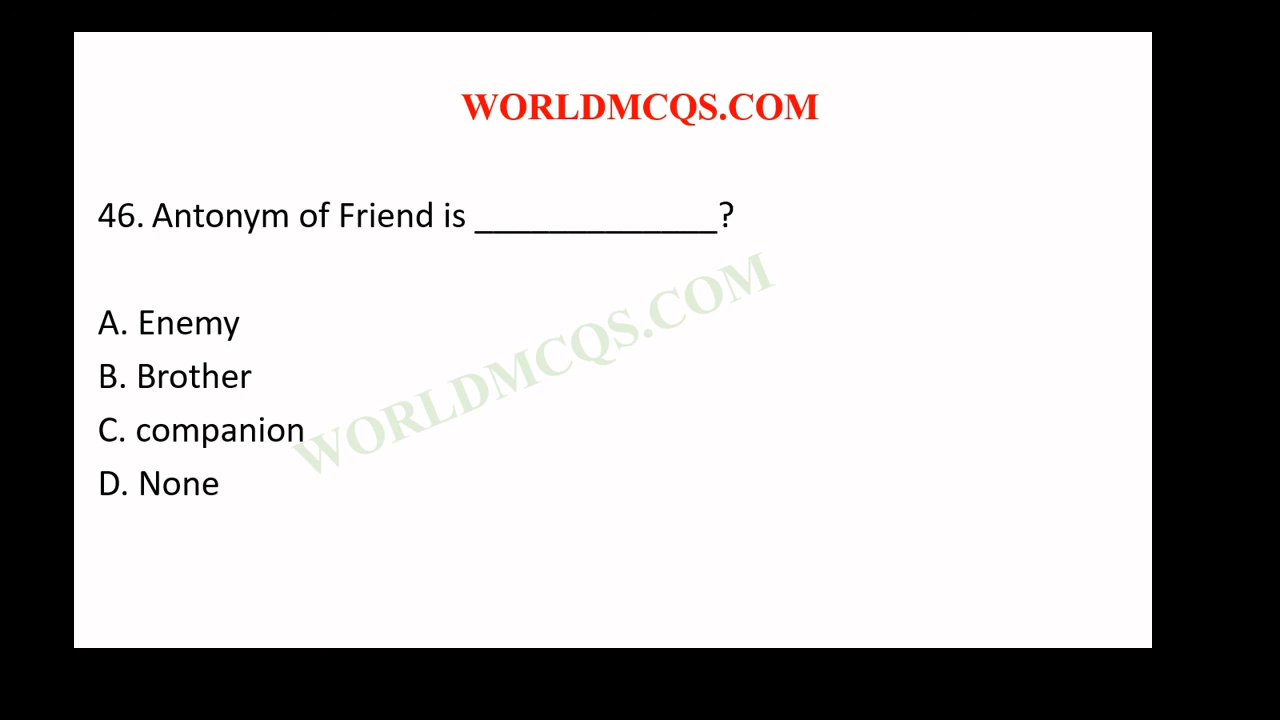 WORLDMCQS.COM
46. Antonym of Friend is _____________?
WORLDMCQS.COM
A. Enemy
B. Brother
C. companion
D. None